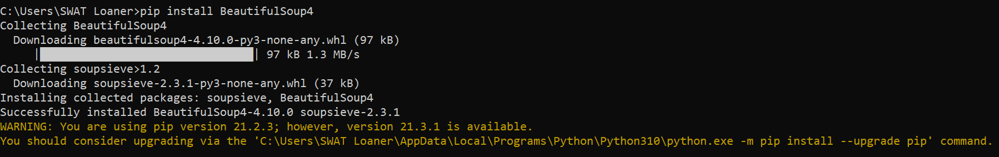 C:\Users\SWAT Loaner>pip install BeautifulSoup4
Collecting BeautifulSoup4
  Downloading beautifulsoup4-4.10.0-py3-none-any.whl (97 kB)
     |████████████████████████████████| 97 kB 1.3 MB/s
Collecting soupsieve>1.2
  Downloading soupsieve-2.3.1-py3-none-any.whl (37 kB)
Installing collected packages: soupsieve, BeautifulSoup4
Successfully installed BeautifulSoup4-4.10.0 soupsieve-2.3.1
WARNING: You are using pip version 21.2.3; however, version 21.3.1 is available.
You should consider upgrading via the 'C:\Users\SWAT Loaner\AppData\Local\Programs\Python\Python310\python.exe -m pip install --upgrade pip' command.